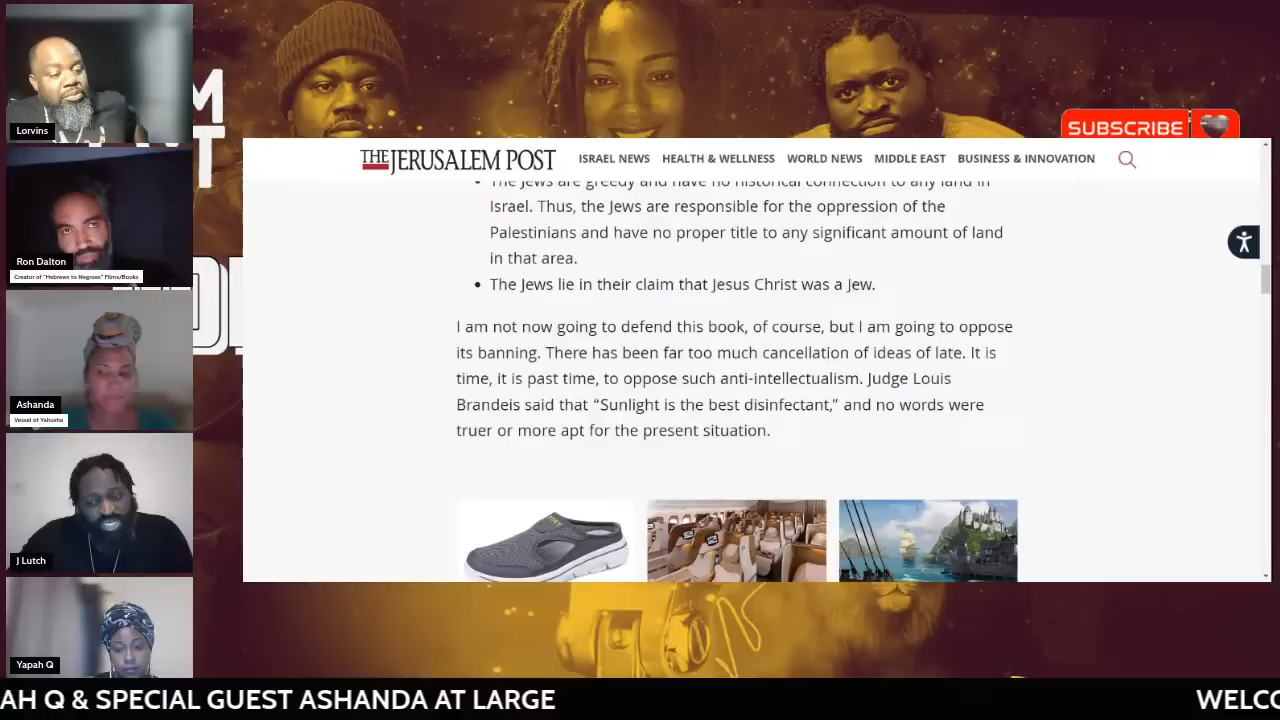 M
T
SUBSCRIBE
Lorvins
THE JERUSALEM POST
ISRAEL NEWS HEALTH & WELLNESS WORLD NEWS MIDDLE EAST BUSINESS & INNOVATION
• The Jews are greedy and have no historical connection to any land in
Israel. Thus, the Jews are responsible for the oppression of the
Palestinians and have no proper title to any significant amount of land
in that area.
• The Jews lie in their claim that Jesus Christ was a Jew.
I am not now going to defend this book, of course, but I am going to oppose
its banning. There has been far too much cancellation of ideas of late. It is
time, it is past time, to oppose such anti-intellectualism. Judge Louis
Brandeis said that “Sunlight is the best disinfectant,” and no words were
truer or more apt for the present situation.
Ron Dalton
Creator of "Hebrews to Negroes" Films/Books
Ashanda
Vessel of Yahusha
J Lutch
Yapah Q
AH Q & SPECIAL GUEST ASHANDA AT LARGE
WELCO